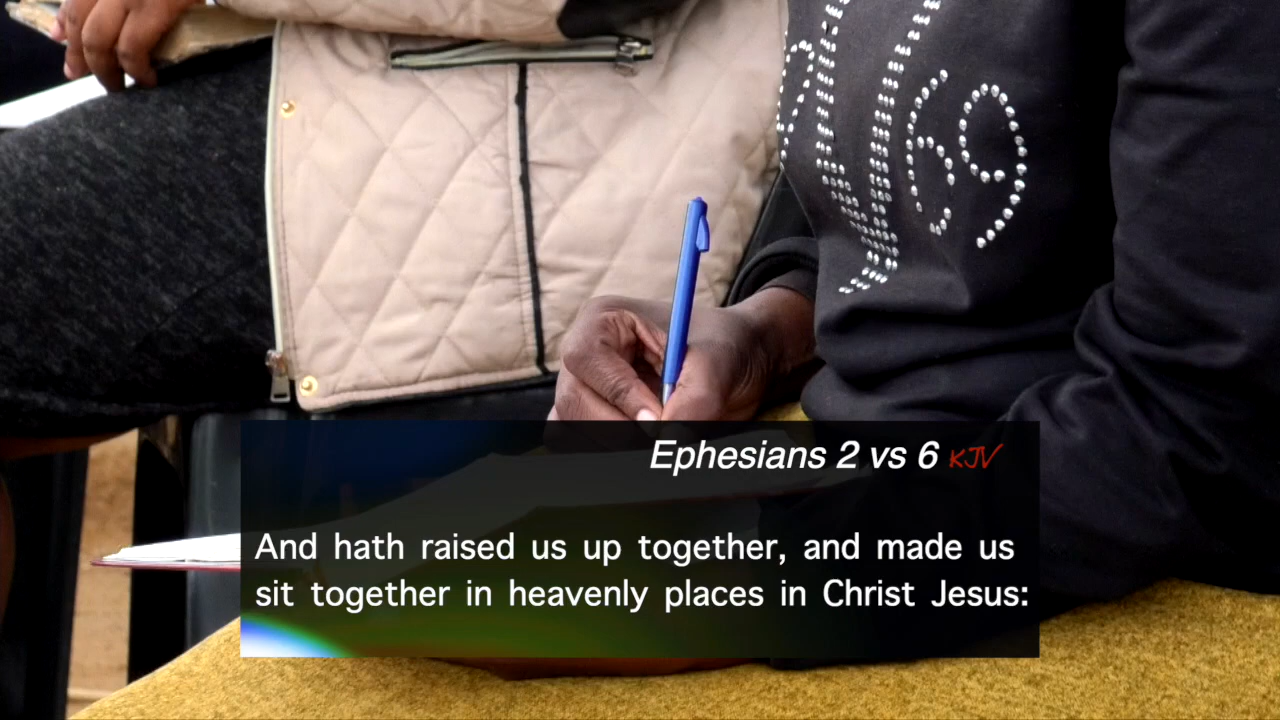 69
Ephesians 2 vs 6 KJV
And hath raised us up together, and made us
sit together in heavenly places in Christ Jesus: